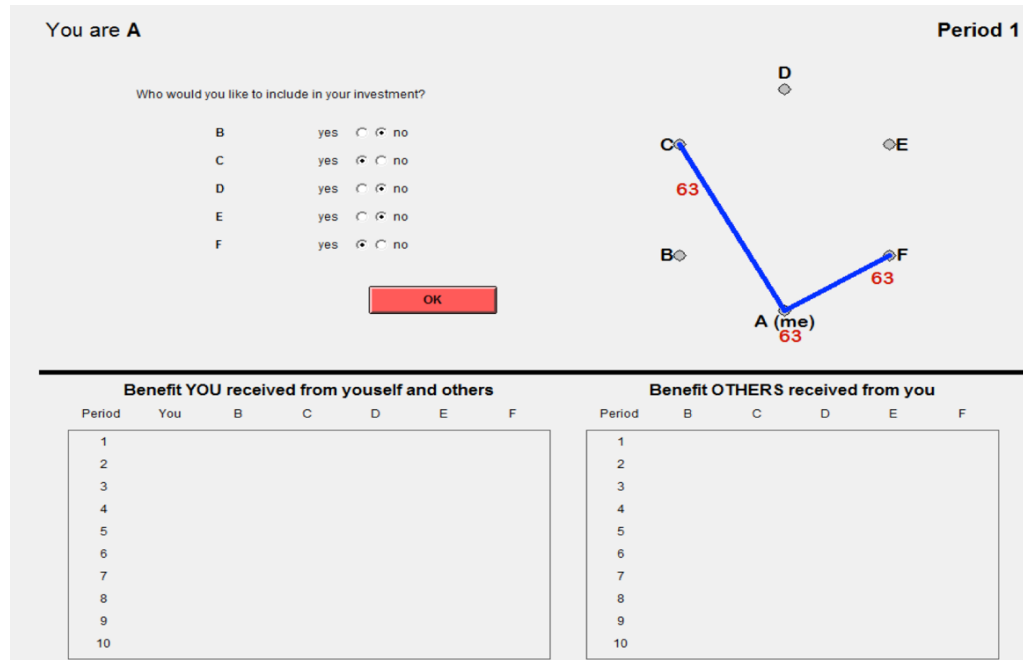 You are A
Period 1
Who would you like to include in your investment?
B yes no
C yes no
D yes no
E yes no
F yes no
OK
D
C
E
63
B
F
63
A (me)
63
Benefit YOU received from youself and others
Period You B C D E F
1
2
3
4
5
6
7
8
9
10
Benefit OTHERS received from you
Period B C D E F
1
2
3
4
5
6
7
8
9
10